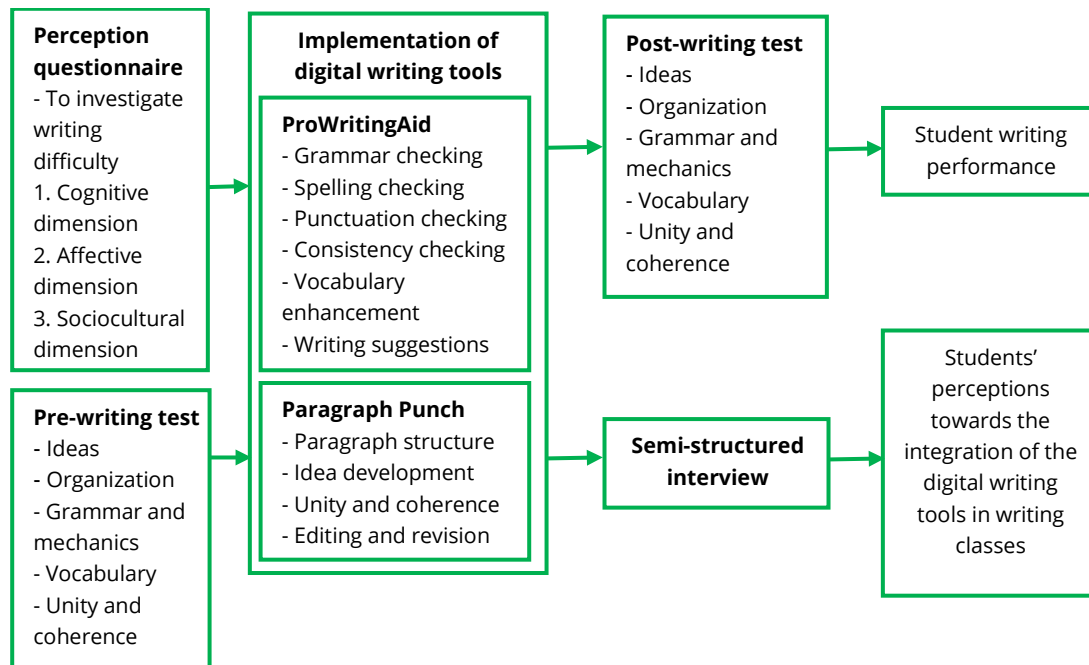 Perception
questionnaire
- To investigate
writing
difficulty
1. Cognitive
dimension
2. Affective
dimension
3. Sociocultural
dimension
Pre-writing test
- Ideas
- Organization
- Grammar and
mechanics
- Vocabulary
- Unity and
coherence
Implementation of
digital writing tools
ProWritingAid
- Grammar checking
- Spelling checking
- Punctuation checking
- Consistency checking
- Vocabulary
enhancement
- Writing suggestions
Paragraph Punch
- Paragraph structure
- Idea development
- Unity and coherence
- Editing and revision
Post-writing test
- Ideas
- Organization
- Grammar and
mechanics
- Vocabulary
- Unity and
coherence
Semi-structured
interview
Student writing
performance
Students’
perceptions
towards the
integration of the
digital writing
tools in writing
classes